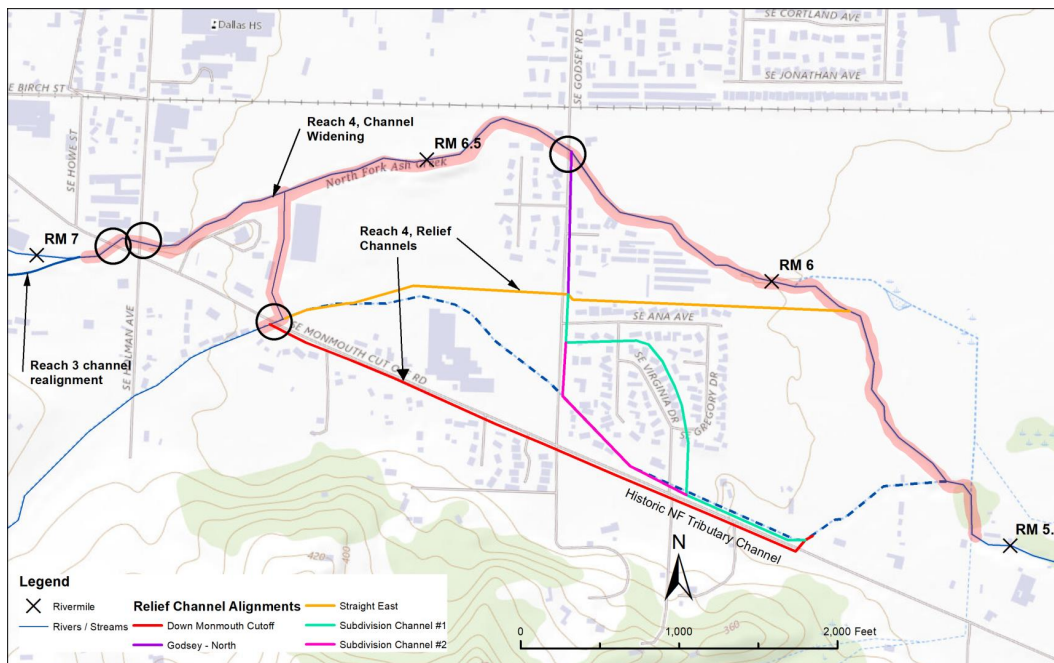 Dallas HS
SE CORTLAND AVE
SE JONATHAN AVE
SE GODSEY RD
SE BIRCH ST
SE HOWE ST
Reach 4, Channel
Widening
RM 6.5
North Fork Ash Creek
RM 7
Reach 4, Relief
Channels
RM 6
SE ANA AVE
SE MONMOUTH CUT OFF RD
SE VIRGINIA DR
SE GREGORY DR
Reach 3 channel
realignment
Historic NF Tributary Channel
RM 5.
N
420
400
360
Legend
Rivermile
Rivers / Streams
Relief Channel Alignments
Down Monmouth Cutoff
Godsey - North
Straight East
Subdivision Channel #1
Subdivision Channel #2
0
1,000
2,000 Feet